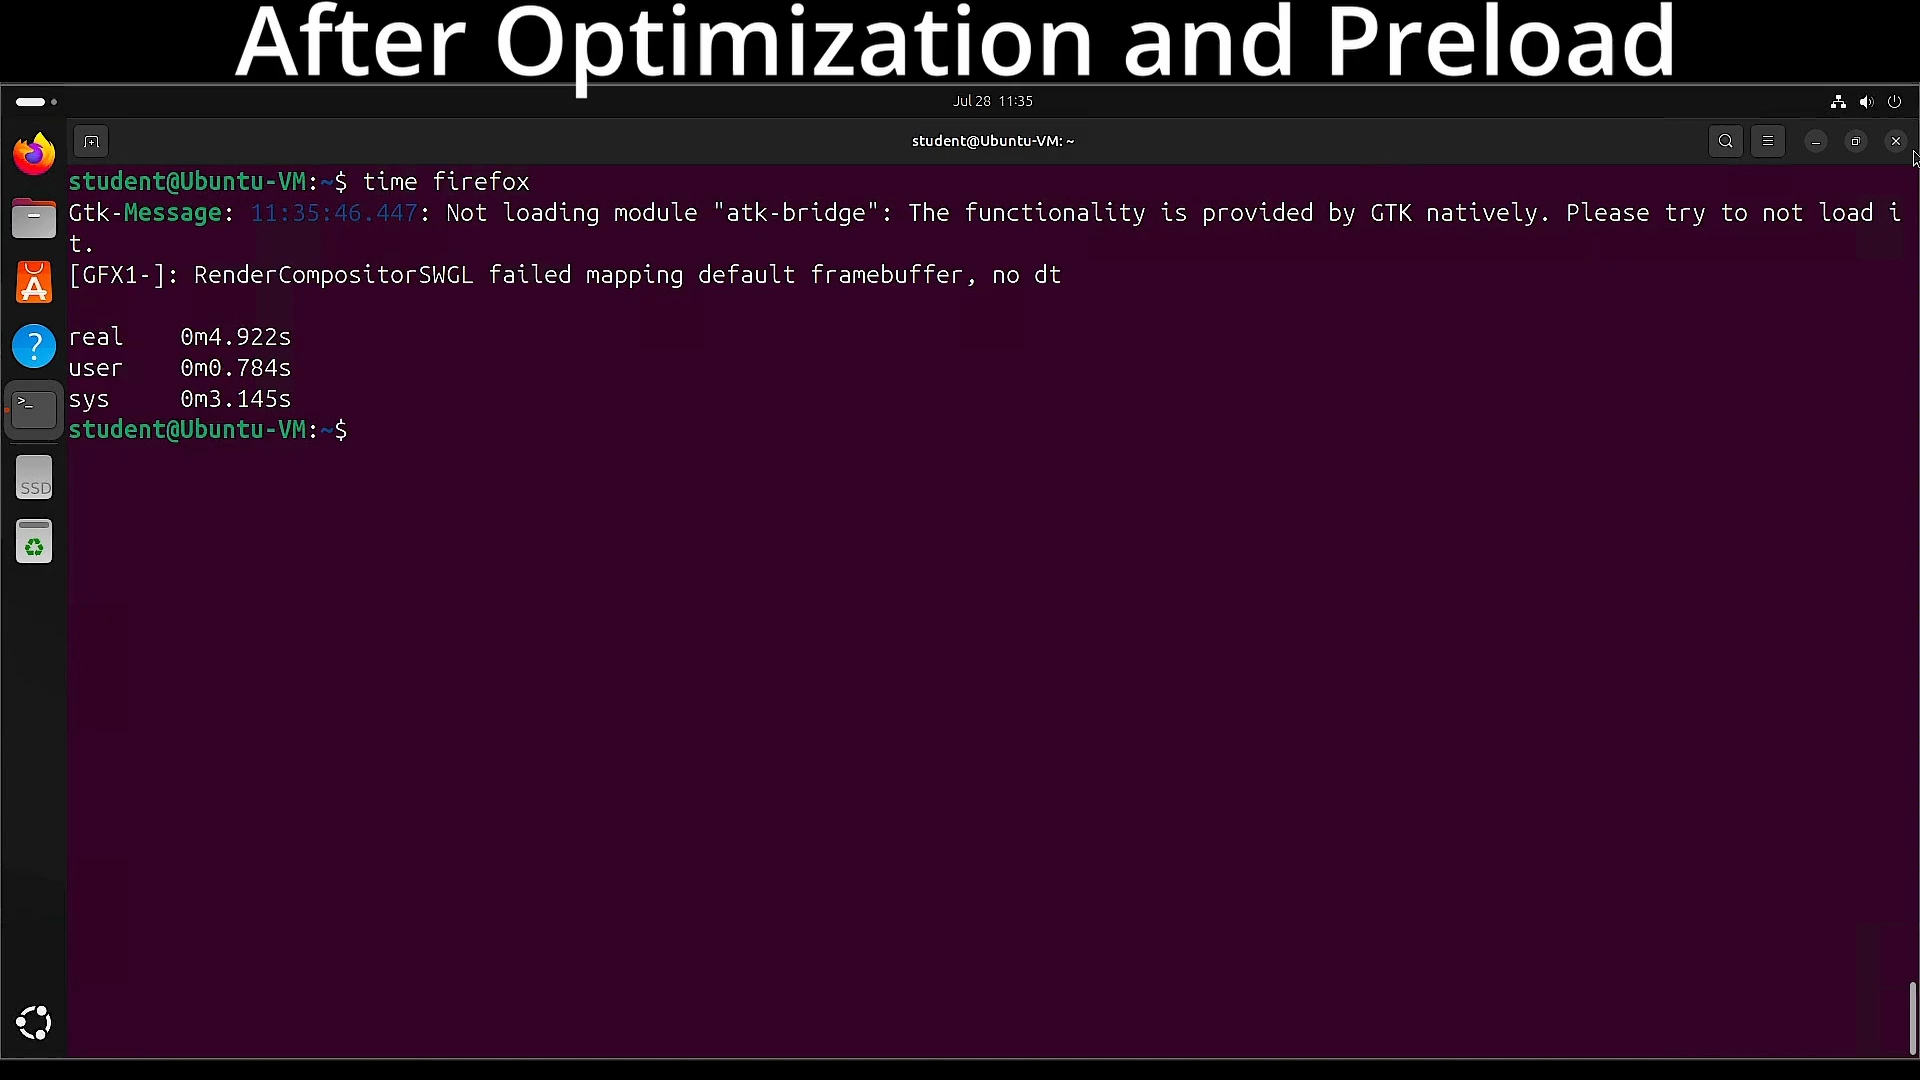 After Optimization and Preload
Jul 28 11:35
student@Ubuntu-VM: ~
student@Ubuntu-VM:~$ time firefox
Gtk-Message: 11:35:46.447: Not loading module "atk-bridge": The functionality is provided by GTK natively. Please try to not load i
t.
[GFX1-]: RenderCompositorSWGL failed mapping default framebuffer, no dt
real 0m4.922s
user 0m0.784s
sys 0m3.145s
student@Ubuntu-VM:~$
SSD